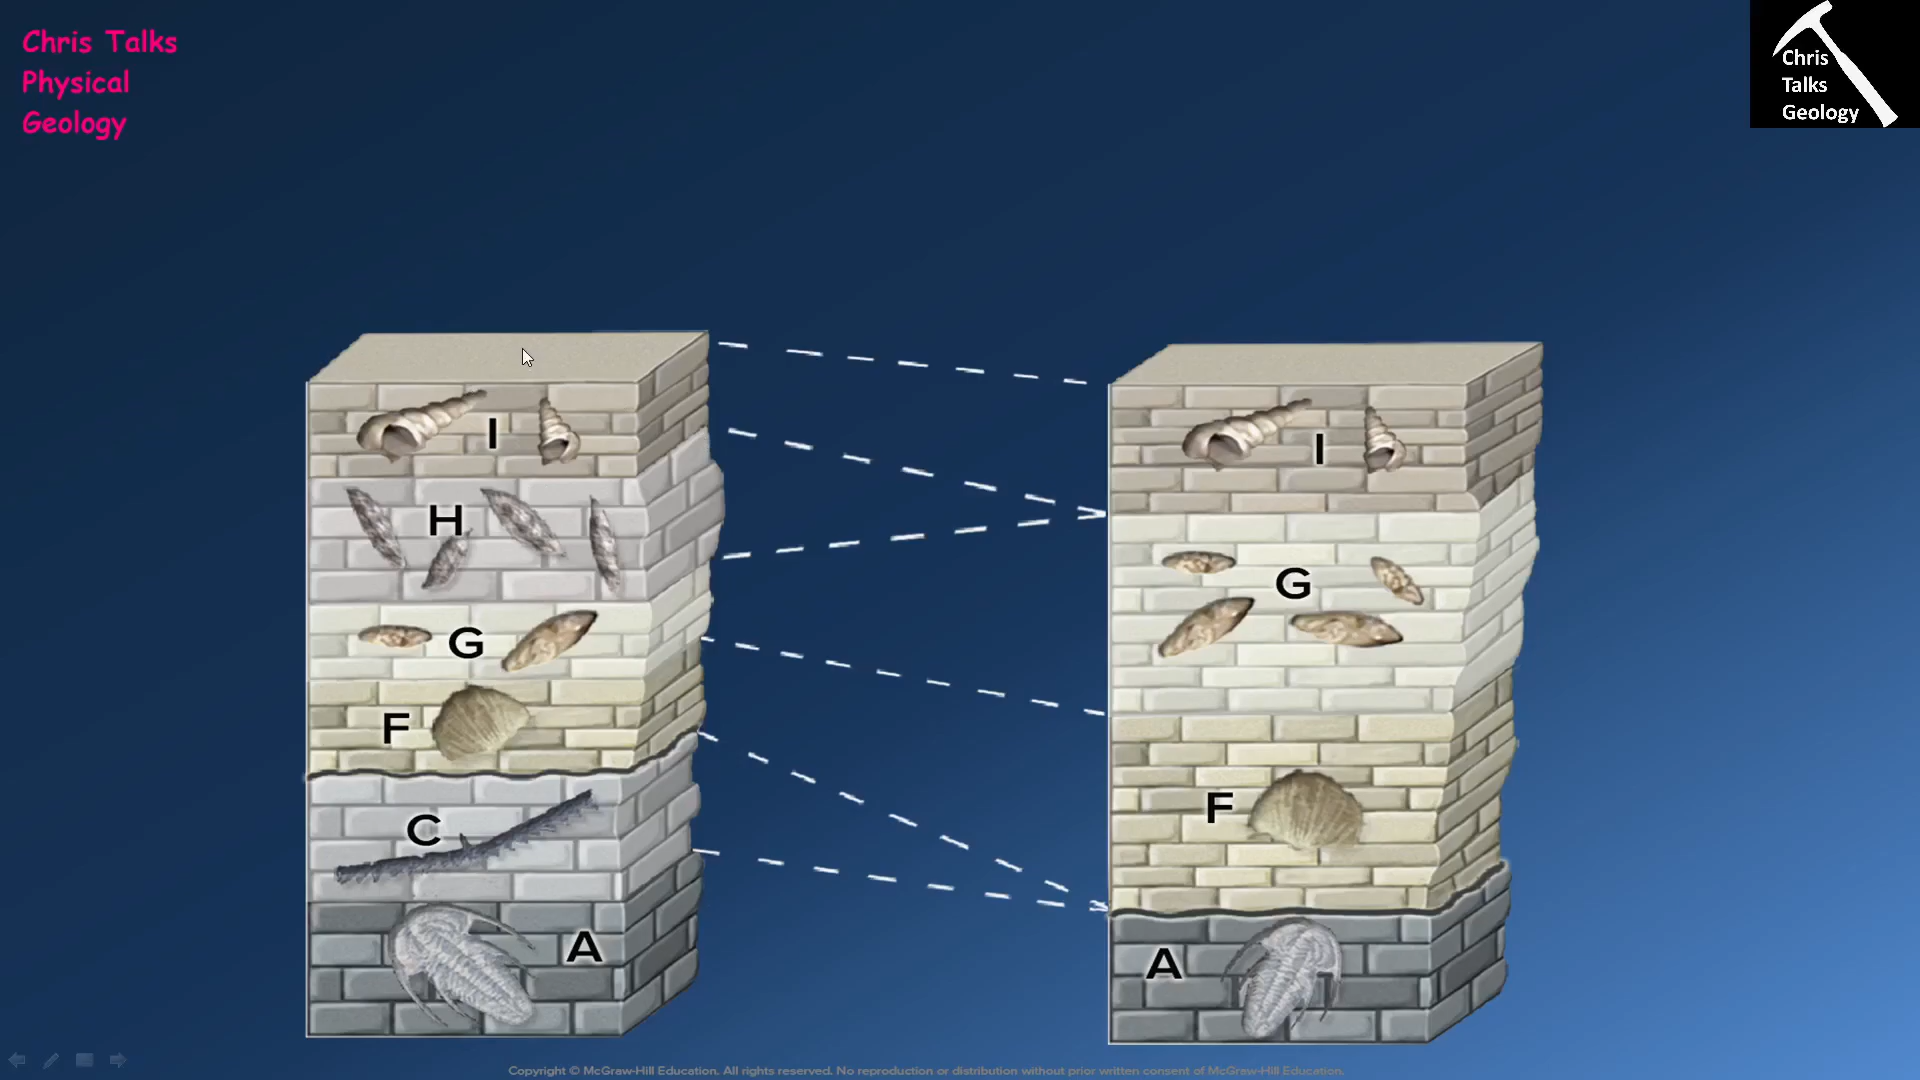 Chris Talks
Physical
Geology
Chris
Talks
Geology
I
H
G
F
C
A
I
G
F
A
Copyright © McGraw-Hill Education. All rights reserved. No reproduction or distribution without prior written consent of McGraw-Hill Education.